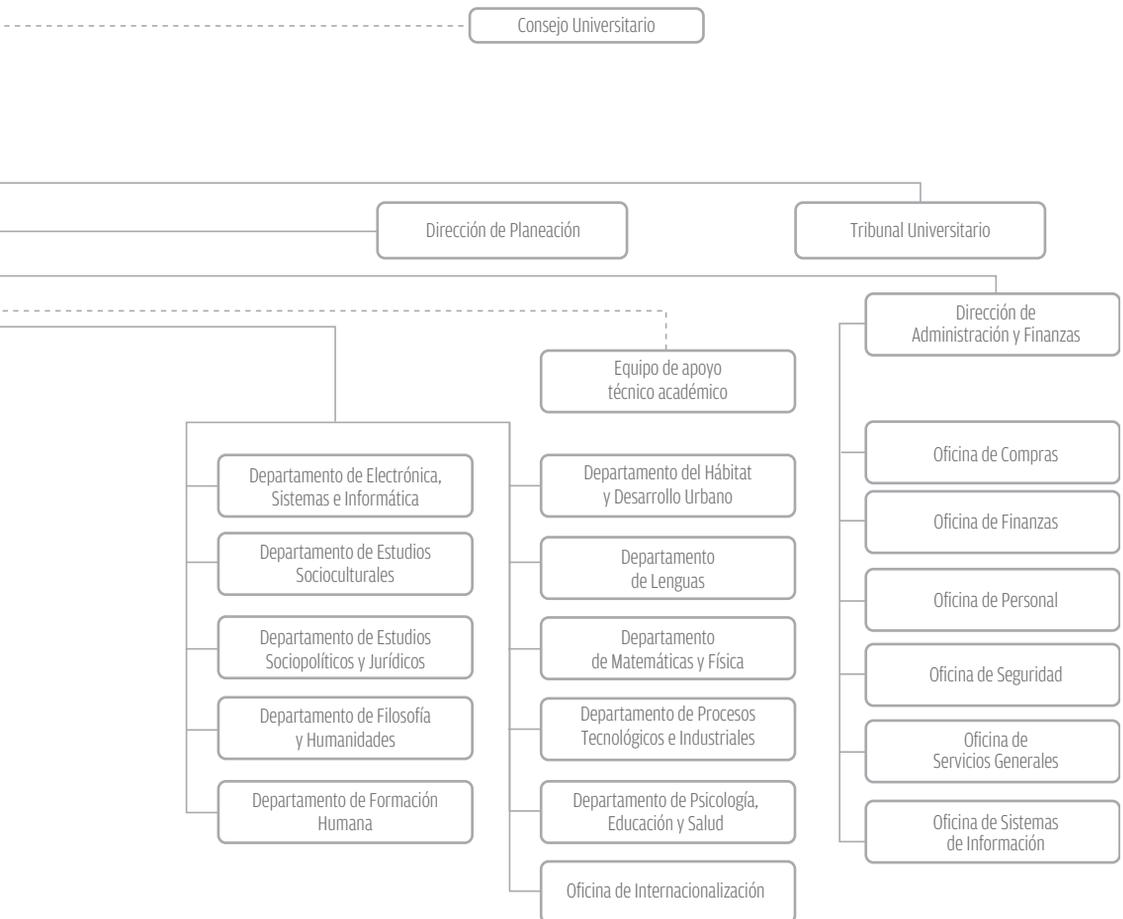 Consejo Universitario
Dirección de Planeación
Tribunal Universitario
Dirección de
Administración y Finanzas
Equipo de apoyo
técnico académico
Departamento de Electrónica,
Sistemas e Informática
Departamento de Estudios
Socioculturales
Departamento de Estudios
Sociopolíticos y Jurídicos
Departamento de Filosofía
y Humanidades
Departamento de Formación
Humana
Departamento del Hábitat
y Desarrollo Urbano
Departamento
de Lenguas
Departamento
de Matemáticas y Física
Departamento de Procesos
Tecnológicos e Industriales
Departamento de Psicología,
Educación y Salud
Oficina de Internacionalización
Oficina de Compras
Oficina de Finanzas
Oficina de Personal
Oficina de Seguridad
Oficina de
Servicios Generales
Oficina de Sistemas
de Información